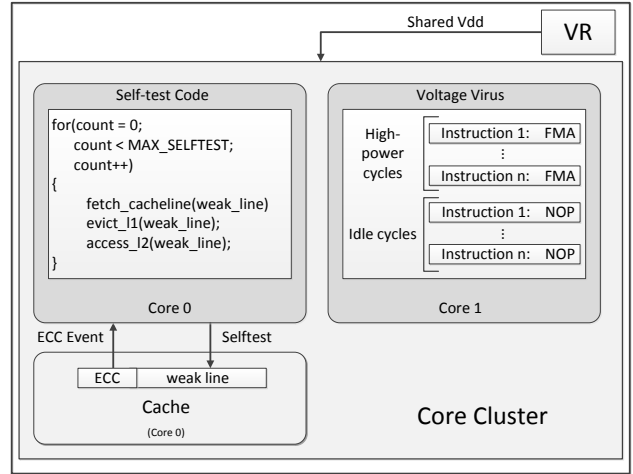 Shared Vdd
VR
Self-test Code
for(count = 0;
count < MAX_SELFTEST;
count++)
{
fetch_cacheline(weak_line)
evict_l1(weak_line);
access_l2(weak_line);
}
Core 0
Voltage Virus
High-
power
cycles
Instruction 1: FMA
⋮
Instruction n: FMA
Idle cycles
Instruction 1: NOP
⋮
Instruction n: NOP
Core 1
ECC Event
Selftest
ECC
weak line
Cache
(Core 0)
Core Cluster